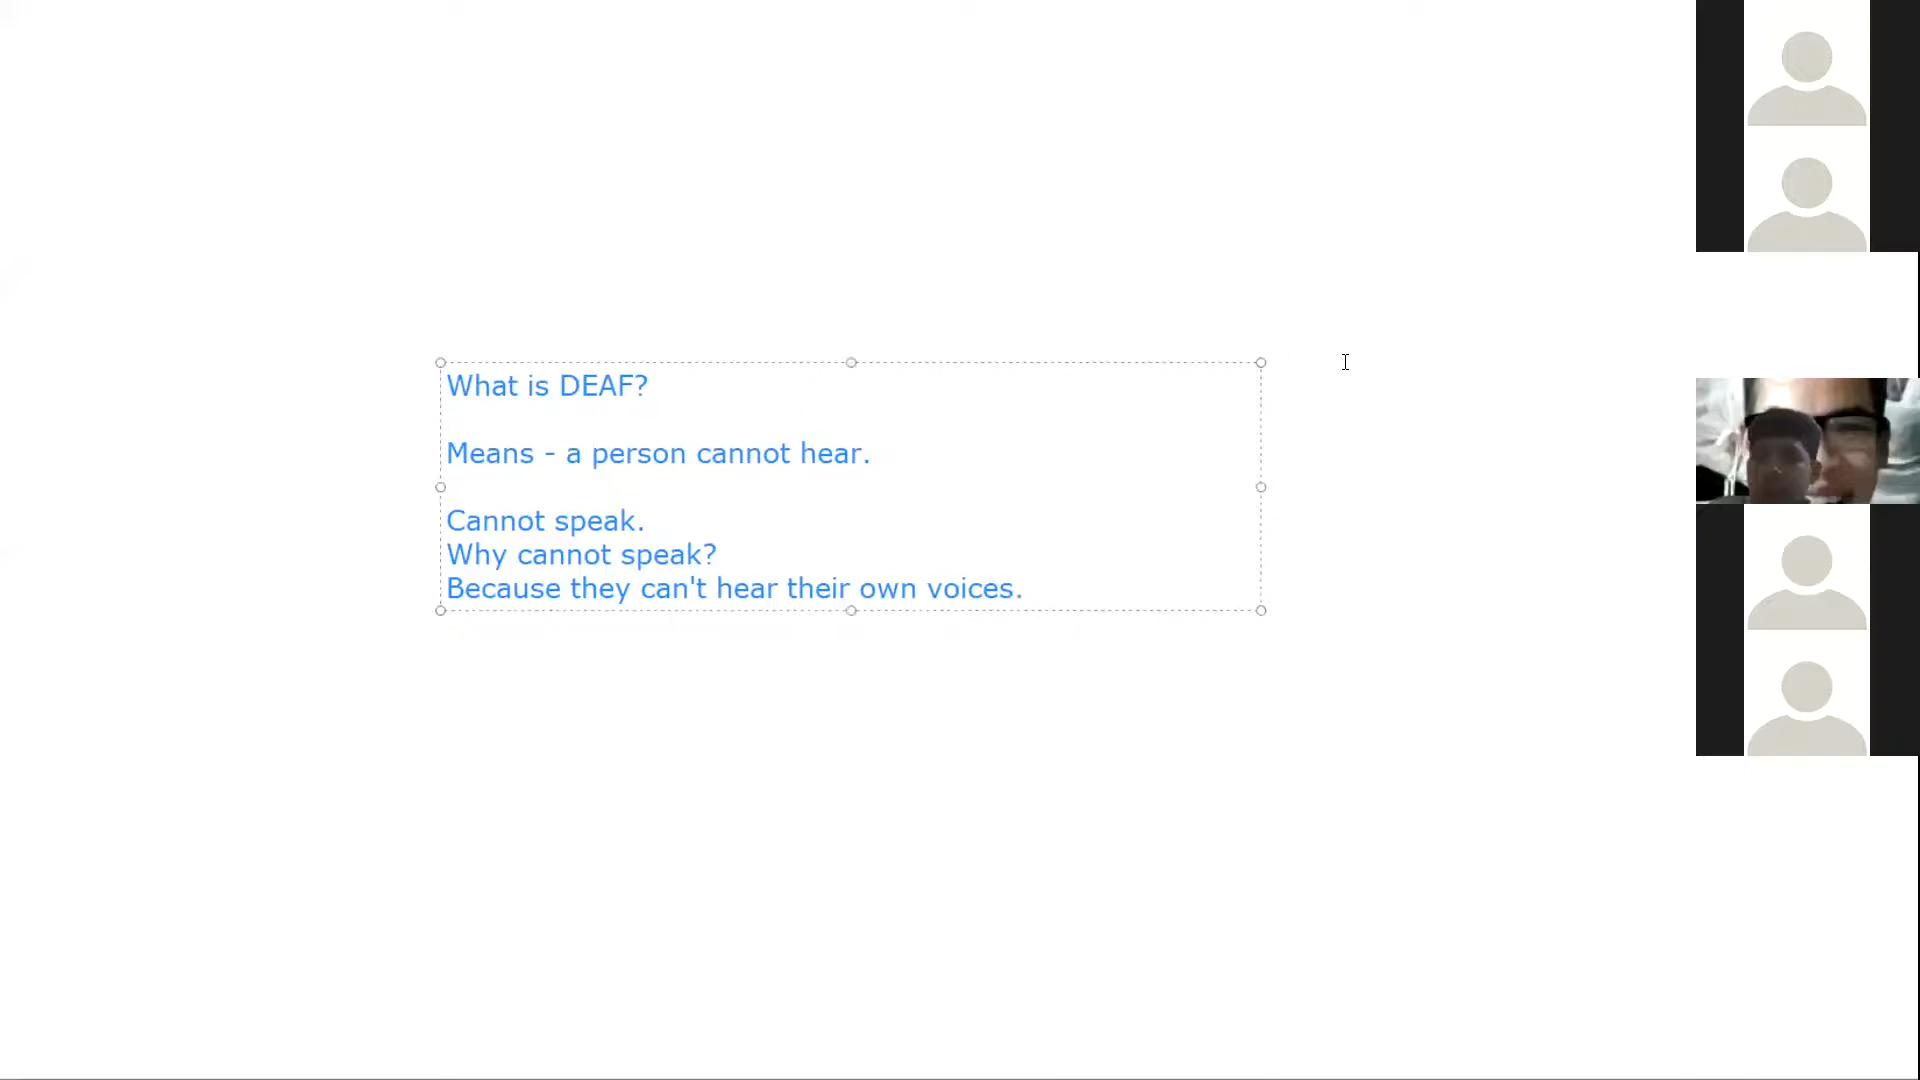 What is DEAF?
Means - a person cannot hear.
Cannot speak.
Why cannot speak?
Because they can't hear their own voices.